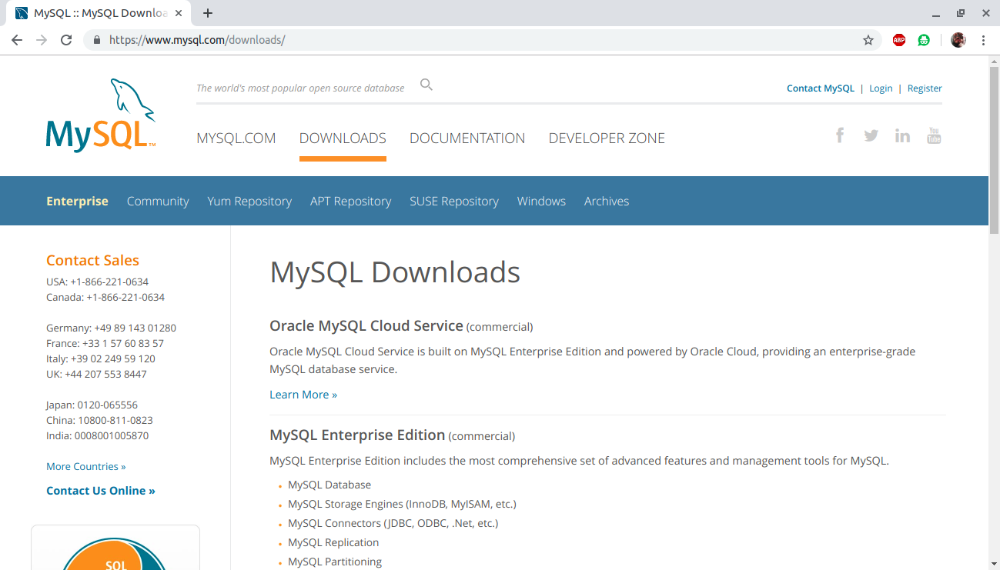 MySQL :: MySQL Downloa
https://www.mysql.com/downloads/
ABP
The world's most popular open source database
Contact MySQL | Login | Register
MySQL™
MYSQL.COM DOWNLOADS DOCUMENTATION DEVELOPER ZONE
You
Tube
Enterprise Community Yum Repository APT Repository SUSE Repository Windows Archives
Contact Sales
USA: +1-866-221-0634
Canada: +1-866-221-0634
Germany: +49 89 143 01280
France: +33 1 57 60 83 57
Italy: +39 02 249 59 120
UK: +44 207 553 8447
Japan: 0120-065556
China: 10800-811-0823
India: 0008001005870
More Countries »
Contact Us Online »
SQL
MySQL Downloads
Oracle MySQL Cloud Service (commercial)
Oracle MySQL Cloud Service is built on MySQL Enterprise Edition and powered by Oracle Cloud, providing an enterprise-grade
MySQL database service.
Learn More »
MySQL Enterprise Edition (commercial)
MySQL Enterprise Edition includes the most comprehensive set of advanced features and management tools for MySQL.
• MySQL Database
• MySQL Storage Engines (InnoDB, MyISAM, etc.)
• MySQL Connectors (JDBC, ODBC, .Net, etc.)
• MySQL Replication
• MySQL Partitioning